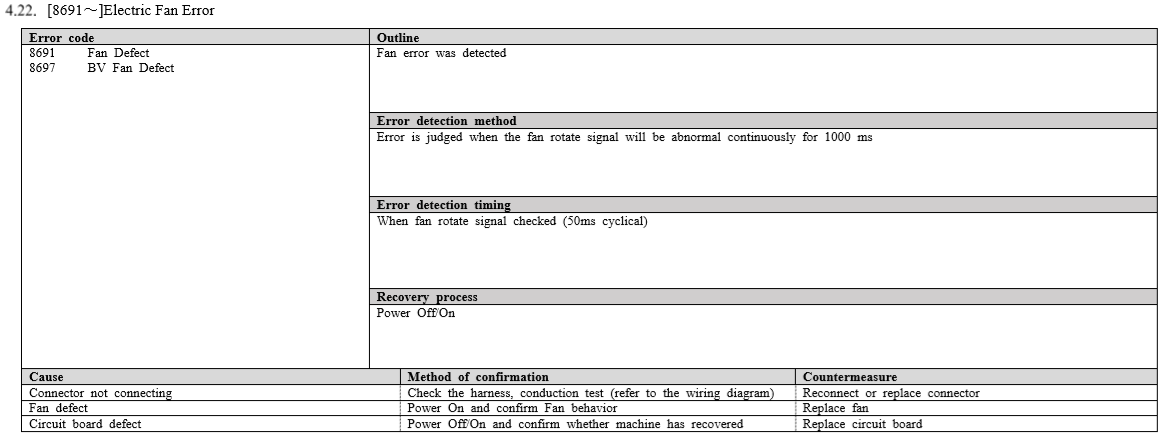 4.22. [8691～]Electric Fan Error
Error code
8691 Fan Defect
8697 BV Fan Defect
Outline
Fan error was detected
Error detection method
Error is judged when the fan rotate signal will be abnormal continuously for 1000 ms
Error detection timing
When fan rotate signal checked (50ms cyclical)
Recovery process
Power Off/On
Cause Method of confirmation Countermeasure
Connector not connecting Check the harness, conduction test (refer to the wiring diagram) Reconnect or replace connector
Fan defect Power On and confirm Fan behavior Replace fan
Circuit board defect Power Off/On and confirm whether machine has recovered Replace circuit board